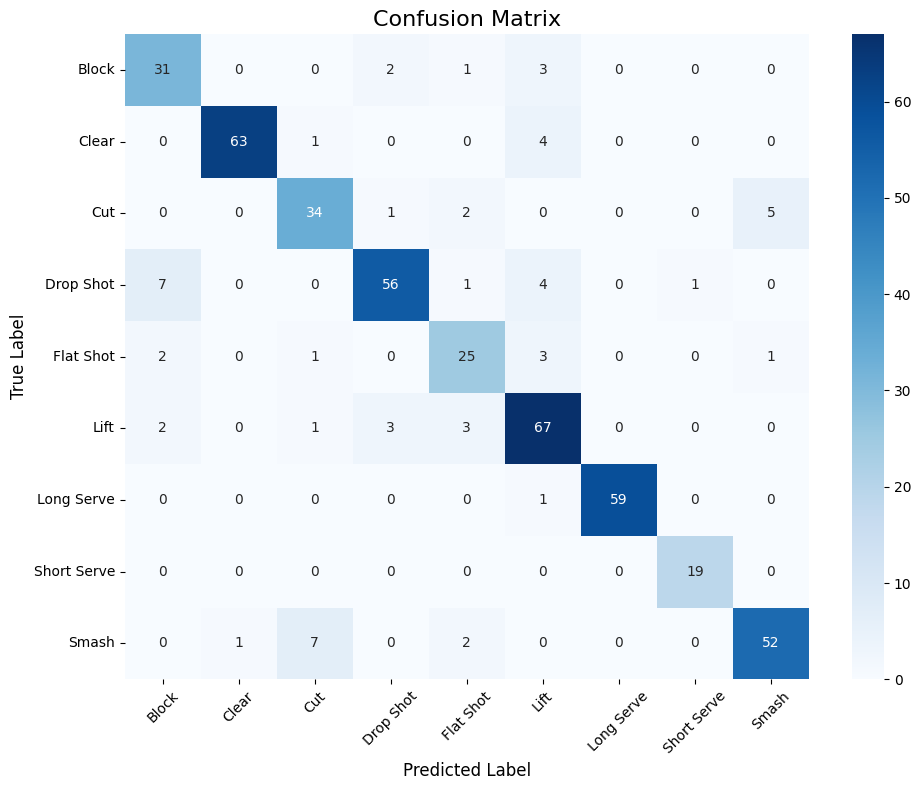 Confusion Matrix
Block 31 0 0 2 1 3 0 0 0
Clear 0 63 1 0 0 4 0 0 0
Cut 0 0 34 1 2 0 0 0 5
Drop Shot 7 0 0 56 1 4 0 1 0
Flat Shot 2 0 1 0 25 3 0 0 1
Lift 2 0 1 3 3 67 0 0 0
Long Serve 0 0 0 0 0 1 59 0 0
Short Serve 0 0 0 0 0 0 0 19 0
Smash 0 1 7 0 2 0 0 0 52
Block Clear Cut Drop Shot Flat Shot Lift Long Serve Short Serve Smash
Predicted Label
True Label
60
50
40
30
20
10
0